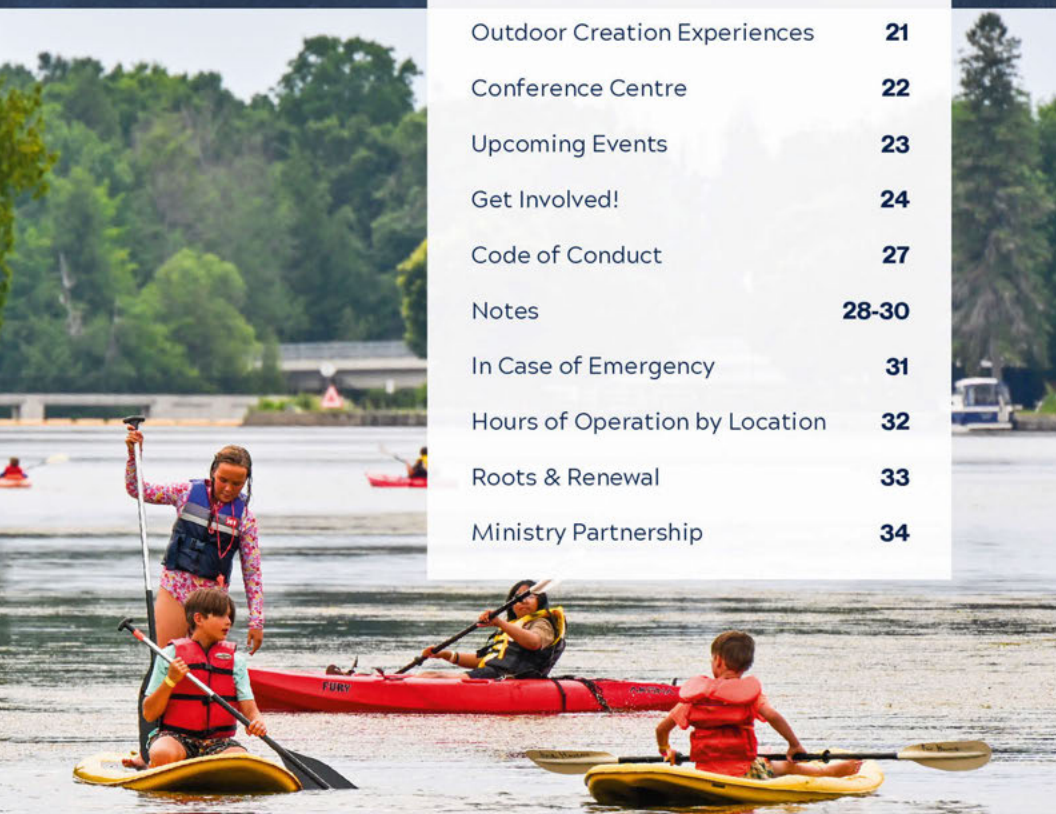 Outdoor Creation Experiences 21
Conference Centre 22
Upcoming Events 23
Get Involved! 24
Code of Conduct 27
Notes 28-30
In Case of Emergency 31
Hours of Operation by Location 32
Roots & Renewal 33
Ministry Partnership 34
FURY